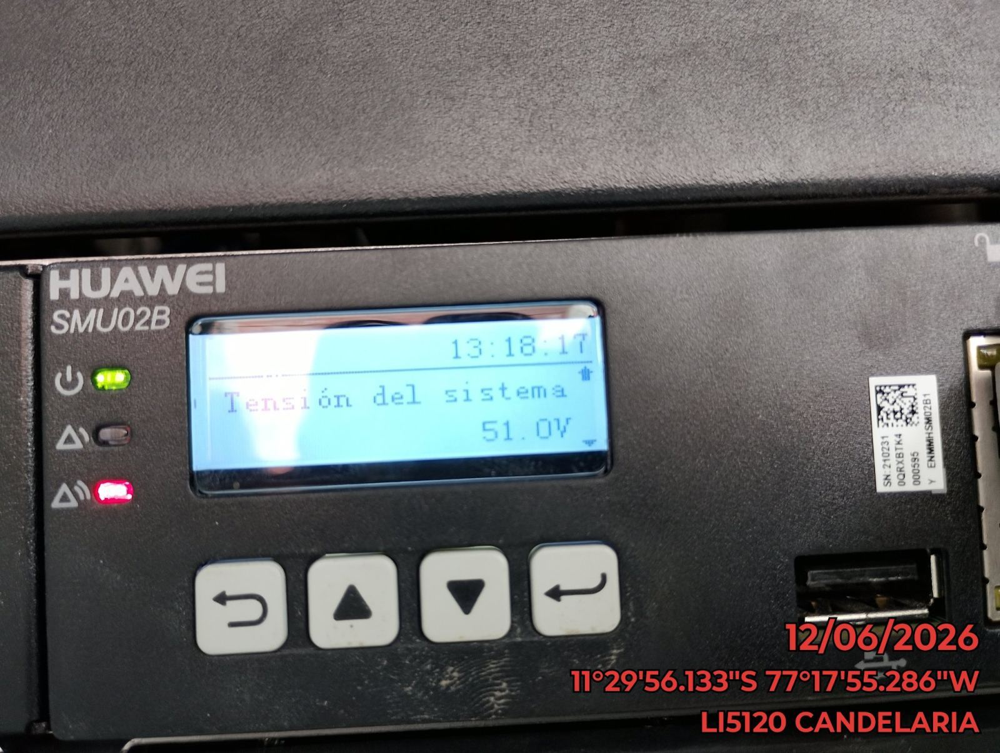 HUAWEI
SMU02B
13:18:17
Tensión del sistema
51.0V
SN:210231
0QRXBTK4
000595
Y ENMMHSM02B1
12/06/2026
11°29'56.133"S 77°17'55.286"W
LI5120 CANDELARIA